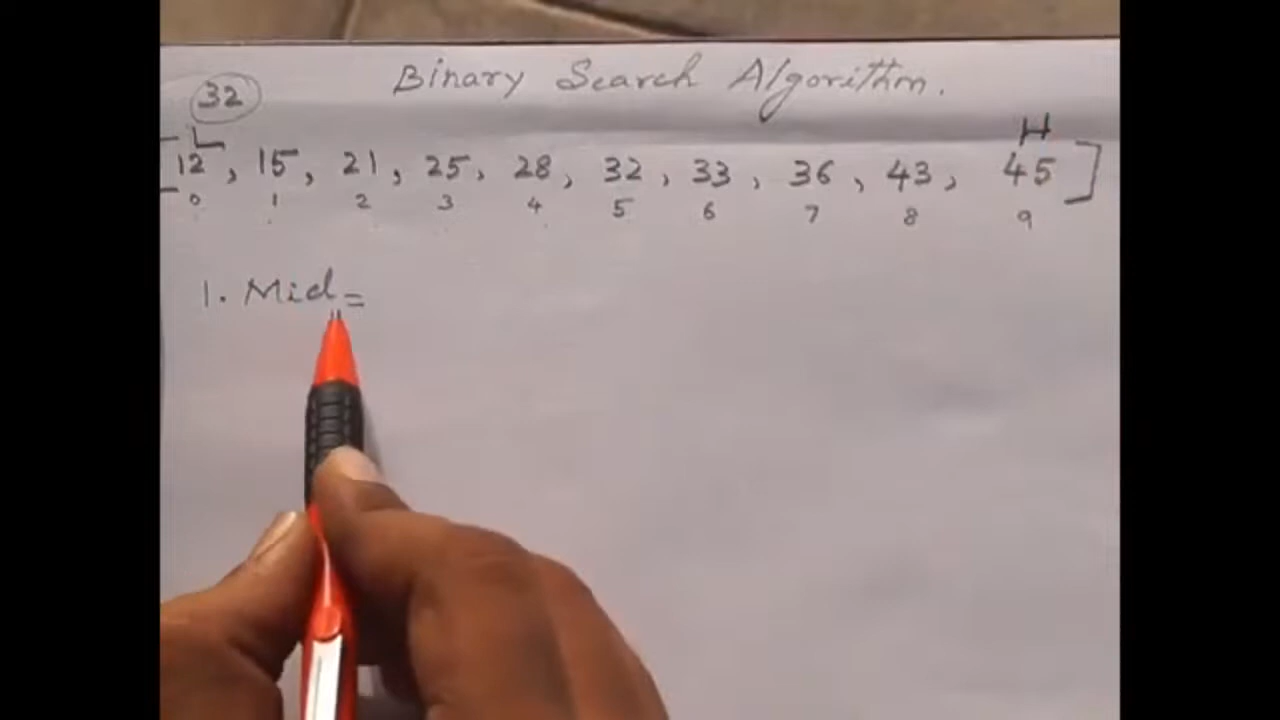 Binary Search Algorithm.
32
L H
[12, 15, 21, 25, 28, 32, 33, 36, 43, 45]
0 1 2 3 4 5 6 7 8 9
1. Mid=